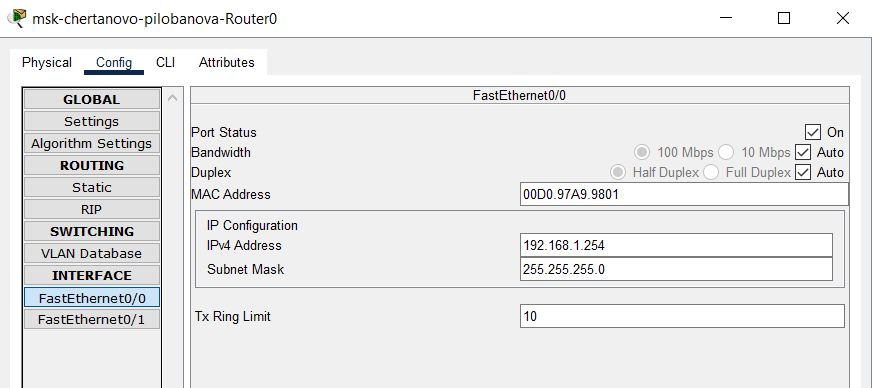 msk-chertanovo-pilobanova-Router0
Physical Config CLI Attributes
GLOBAL
Settings
Algorithm Settings
ROUTING
Static
RIP
SWITCHING
VLAN Database
INTERFACE
FastEthernet0/0
FastEthernet0/1
FastEthernet0/0
Port Status On
Bandwidth 100 Mbps 10 Mbps Auto
Duplex Half Duplex Full Duplex Auto
MAC Address 00D0.97A9.9801
IP Configuration
IPv4 Address 192.168.1.254
Subnet Mask 255.255.255.0
Tx Ring Limit 10